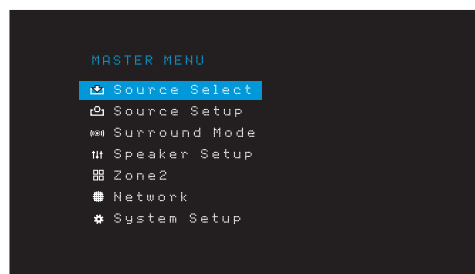 MASTER MENU
Source Select
Source Setup
Surround Mode
Speaker Setup
Zone2
Network
System Setup